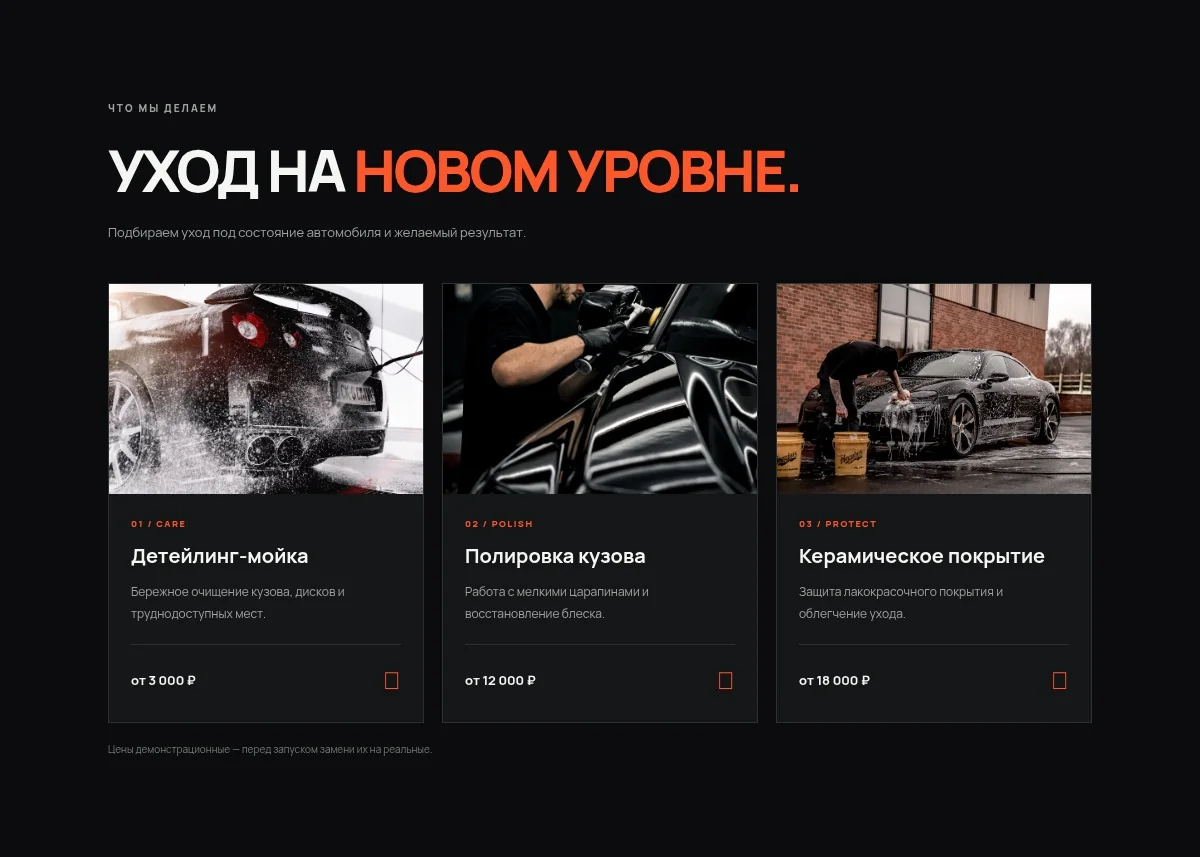 ЧТО МЫ ДЕЛАЕМ
УХОД НА НОВОМ УРОВНЕ.
Подбираем уход под состояние автомобиля и желаемый результат.
01 / CARE
Детейлинг-мойка
Бережное очищение кузова, дисков и
труднодоступных мест.
от 3 000 ₽
02 / POLISH
Полировка кузова
Работа с мелкими царапинами и
восстановление блеска.
от 12 000 ₽
03 / PROTECT
Керамическое покрытие
Защита лакокрасочного покрытия и
облегчение ухода.
от 18 000 ₽
Цены демонстрационные — перед запуском замени их на реальные.